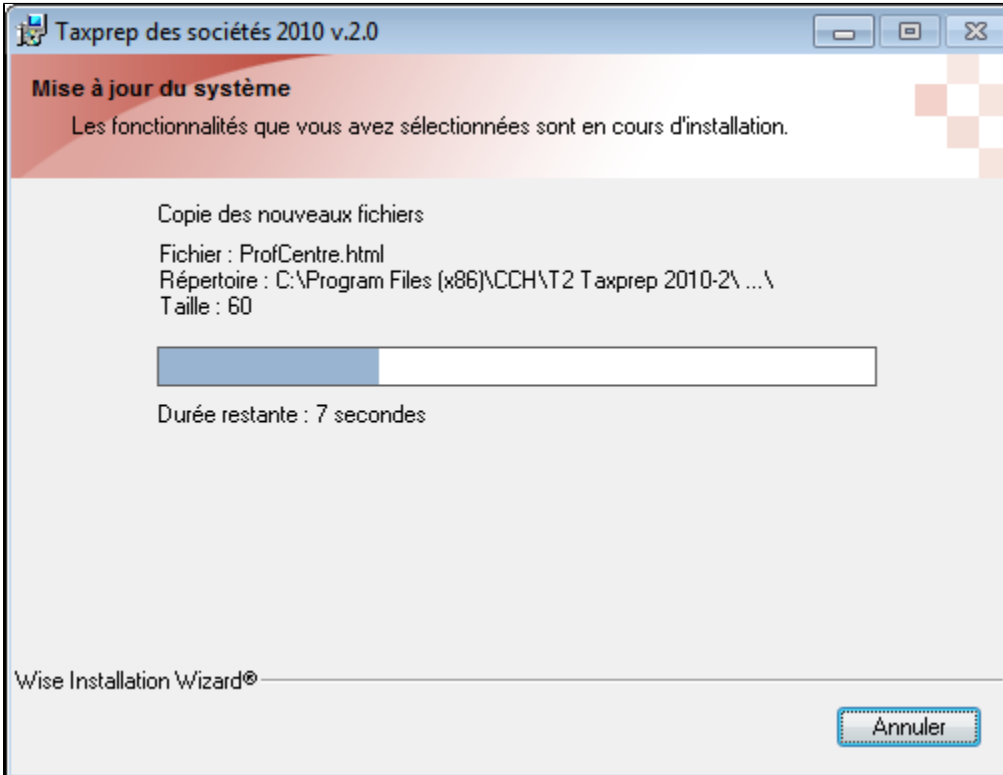 Taxprep des sociétés 2010 v.2.0
Mise à jour du système
Les fonctionnalités que vous avez sélectionnées sont en cours d'installation.
Copie des nouveaux fichiers
Fichier : ProfCentre.html
Répertoire : C:\Program Files (x86)\CCH\T2 Taxprep 2010-2\ ...\
Taille : 60
Durée restante : 7 secondes
Wise Installation Wizard®
Annuler